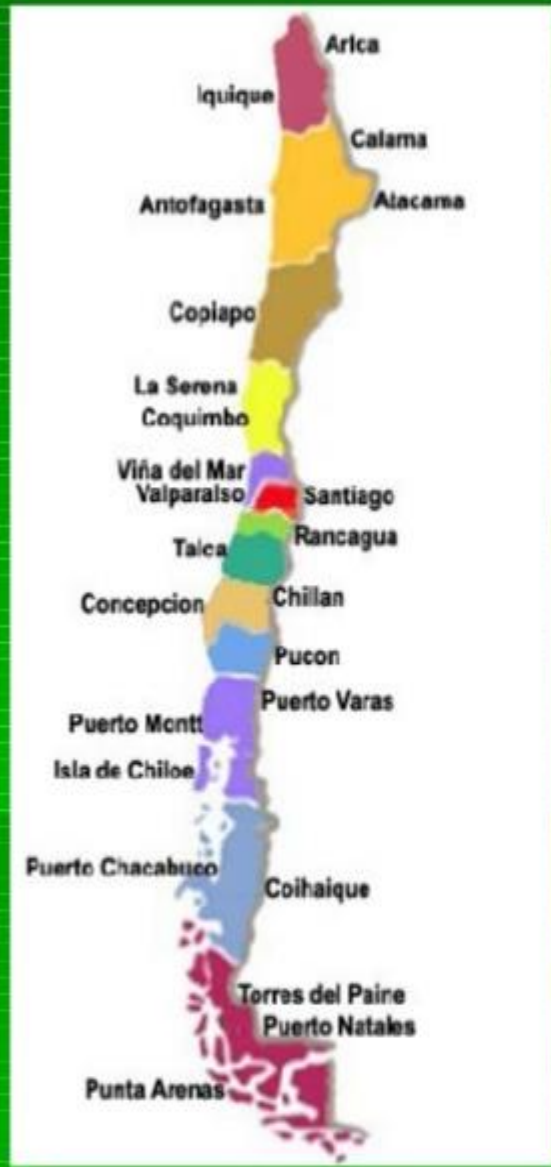 Arica
Iquique
Calama
Antofagasta
Atacama
Copiapo
La Serena
Coquimbo
Viña del Mar
Valparaiso
Santiago
Rancagua
Talca
Chillan
Concepcion
Pucon
Puerto Varas
Puerto Montt
Isla de Chiloe
Puerto Chacabuco
Coihaique
Torres del Paine
Puerto Natales
Punta Arenas